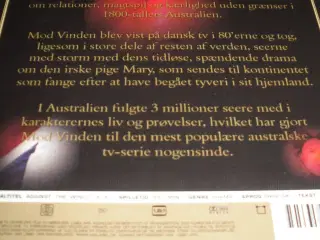 om relationer, magtspil og kærlighed uden grænser i
1800-tallets Australien.
Mod Vinden blev vist på dansk tv i 80'erne og tog,
ligesom i store dele af resten af verden, seerne
med storm med dens tidløse, spændende drama
om den irske pige Mary, som sendes til kontinentet
som fange efter at have begået tyveri i sit hjemland.
I Australien fulgte 3 millioner seere med i
karakterernes liv og prøvelser, hvilket har gjort
Mod Vinden til den mest populære australske
tv-serie nogensinde.